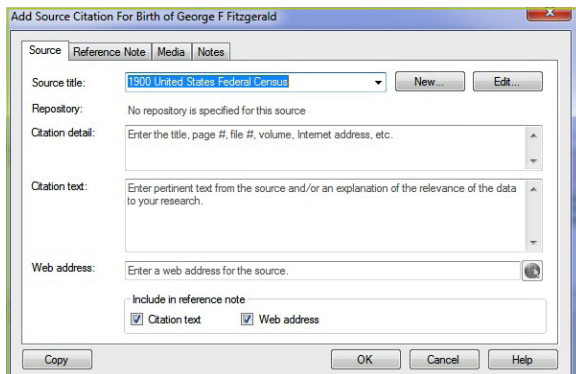 Add Source Citation For Birth of George F Fitzgerald
Source Reference Note Media Notes
Source title: 1900 United States Federal Census New... Edit...
Repository: No repository is specified for this source
Citation detail: Enter the title, page #, file #, volume, Internet address, etc.
Citation text: Enter pertinent text from the source and/or an explanation of the relevance of the data
to your research.
Web address: Enter a web address for the source.
Include in reference note
Citation text Web address
Copy OK Cancel Help